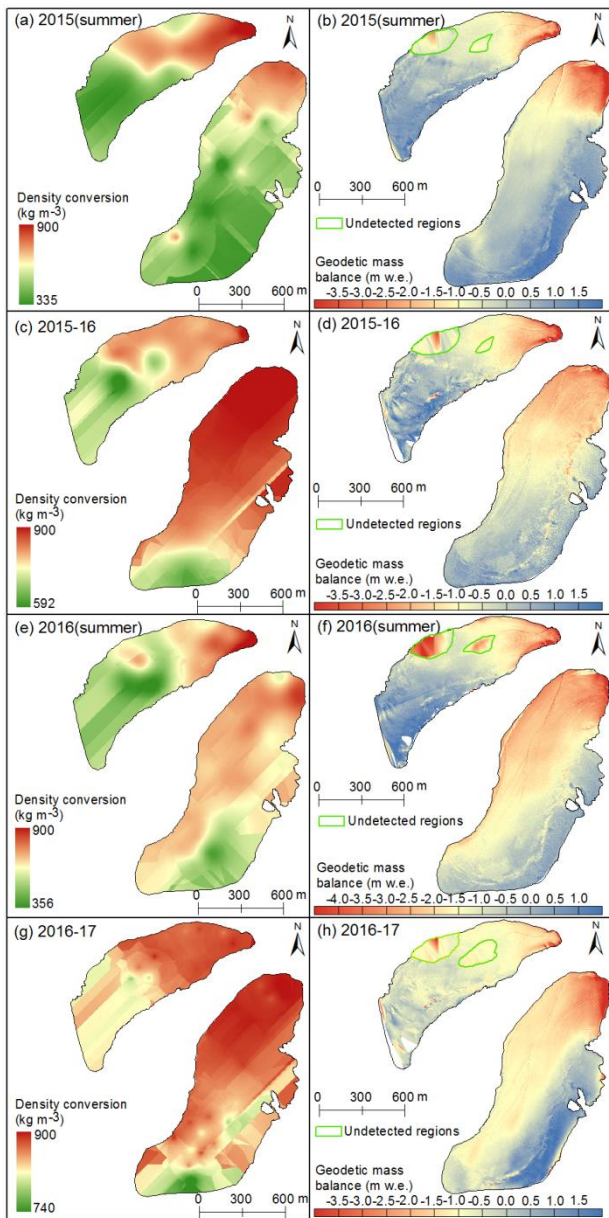 (a) 2015(summer)
N
Density conversion
(kg m-3)
900
335
0 300 600 m
(b) 2015(summer)
N
0 300 600 m
Undetected regions
Geodetic mass
balance (m w.e.)
-3.5-3.0-2.5-1.5-1.0-0.5 0.0 0.5 1.0 1.5
(c) 2015-16
N
Density conversion
(kg m-3)
900
592
0 300 600 m
(d) 2015-16
N
0 300 600 m
Undetected regions
Geodetic mass
balance (m w.e.)
-3.5-3.0-2.5-2.0-1.5-1.0-0.5 0.0 0.5 1.0 1.5
(e) 2016(summer)
N
Density conversion
(kg m-3)
900
356
0 300 600 m
(f) 2016(summer)
N
0 300 600 m
Undetected regions
Geodetic mass
balance (m w.e.)
-4.0-3.5-3.0-2.5-2.0-1.5-1.0-0.5 0.0 0.5 1.0
(g) 2016-17
N
Density conversion
(kg m-3)
900
740
0 300 600 m
(h) 2016-17
N
0 300 600 m
Undetected regions
Geodetic mass
balance (m w.e.)
-3.5-3.0-2.5-2.0-1.5-1.0-0.5 0.0 0.5 1.0 1.5